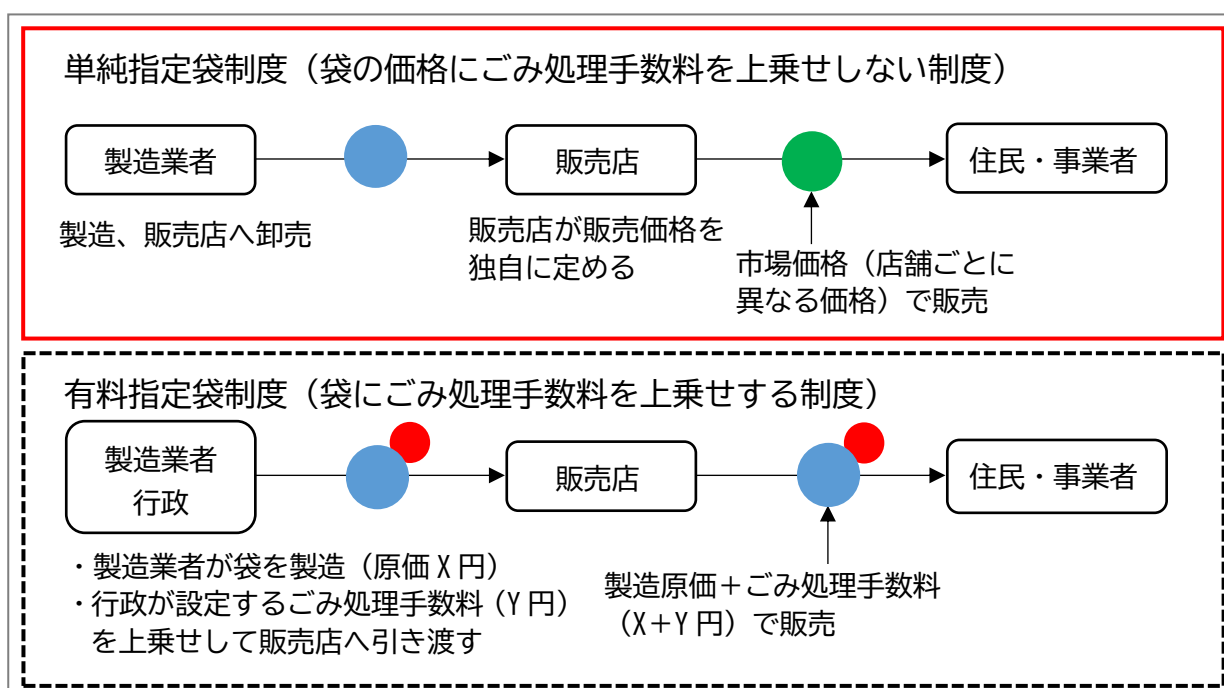 単純指定袋制度（袋の価格にごみ処理手数料を上乗せしない制度）
製造業者
販売店
住民・事業者
製造、販売店へ卸売
販売店が販売価格を
独自に定める
市場価格（店舗ごとに
異なる価格）で販売
有料指定袋制度（袋にごみ処理手数料を上乗せする制度）
製造業者
行政
販売店
住民・事業者
・製造業者が袋を製造（原価X円）
・行政が設定するごみ処理手数料（Y円）
を上乗せして販売店へ引き渡す
製造原価＋ごみ処理手数料
（X＋Y円）で販売